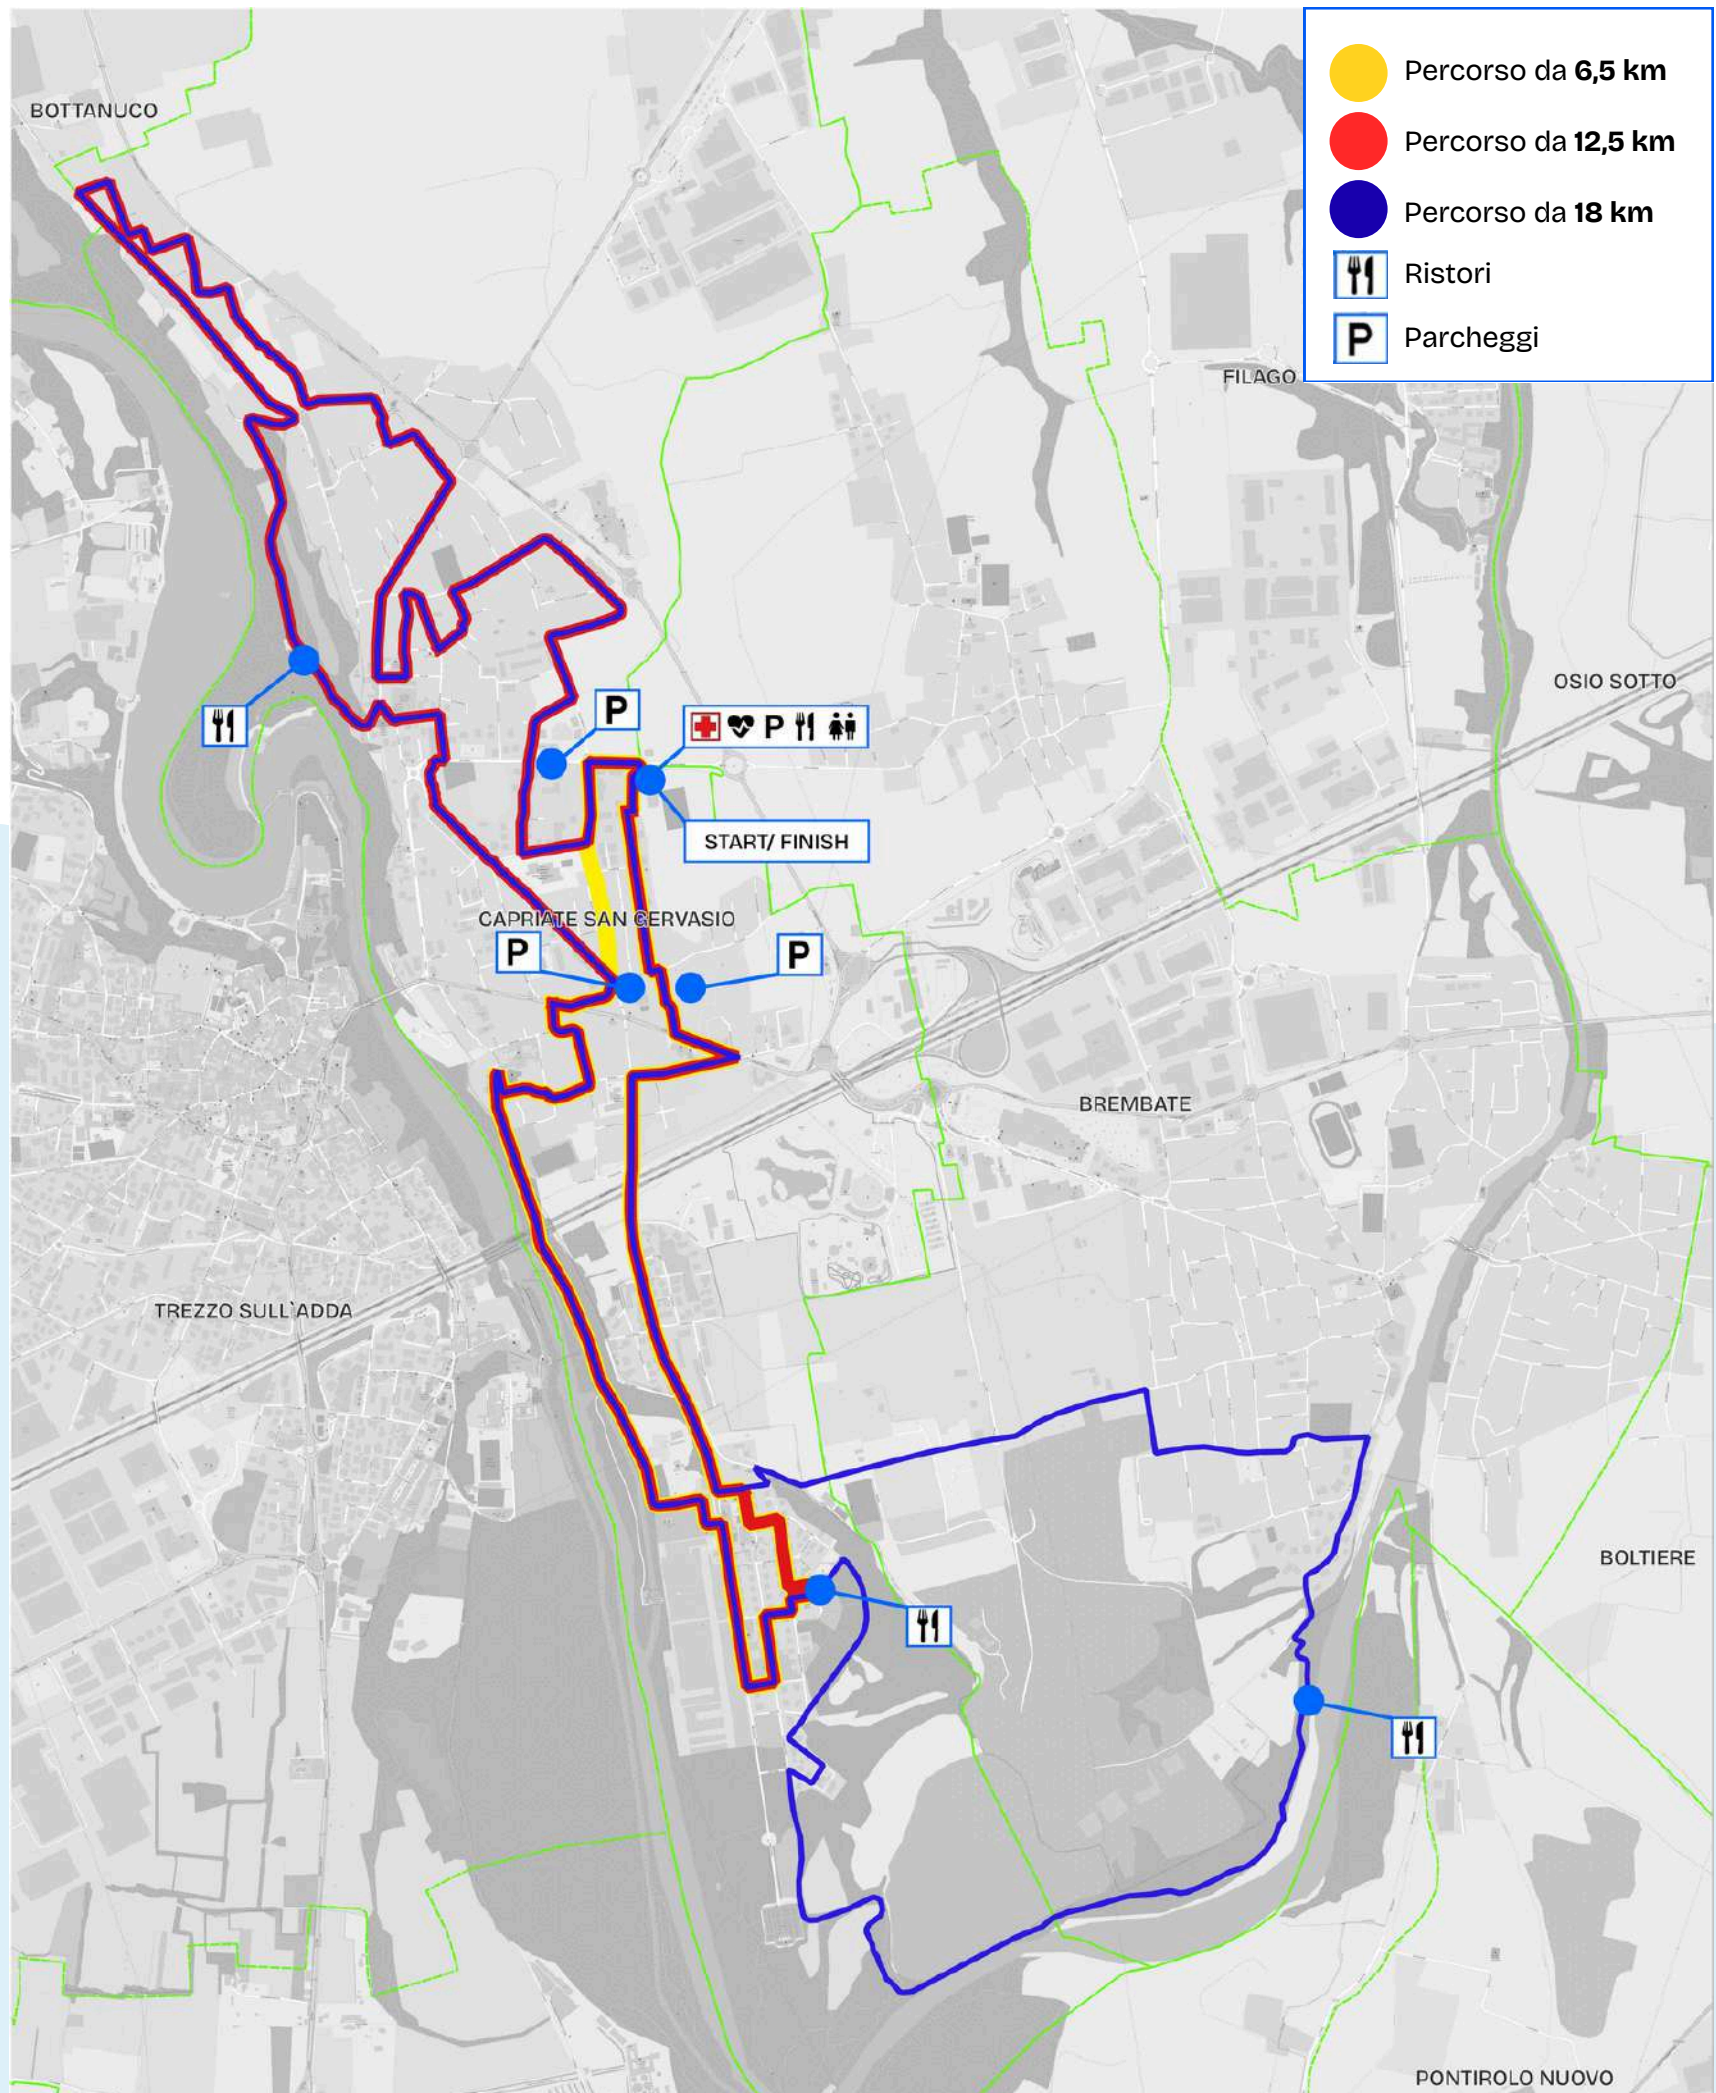 Percorso da 6,5 km
Percorso da 12,5 km
Percorso da 18 km
Ristori
P Parcheggi
BOTTANUCO
FILAGO
OSIO SOTTO
P
P
START/ FINISH
CAPRIATE SAN GERVASIO
P
P
BREMBATE
TREZZO SULL`ADDA
BOLTIERE
PONTIROLO NUOVO